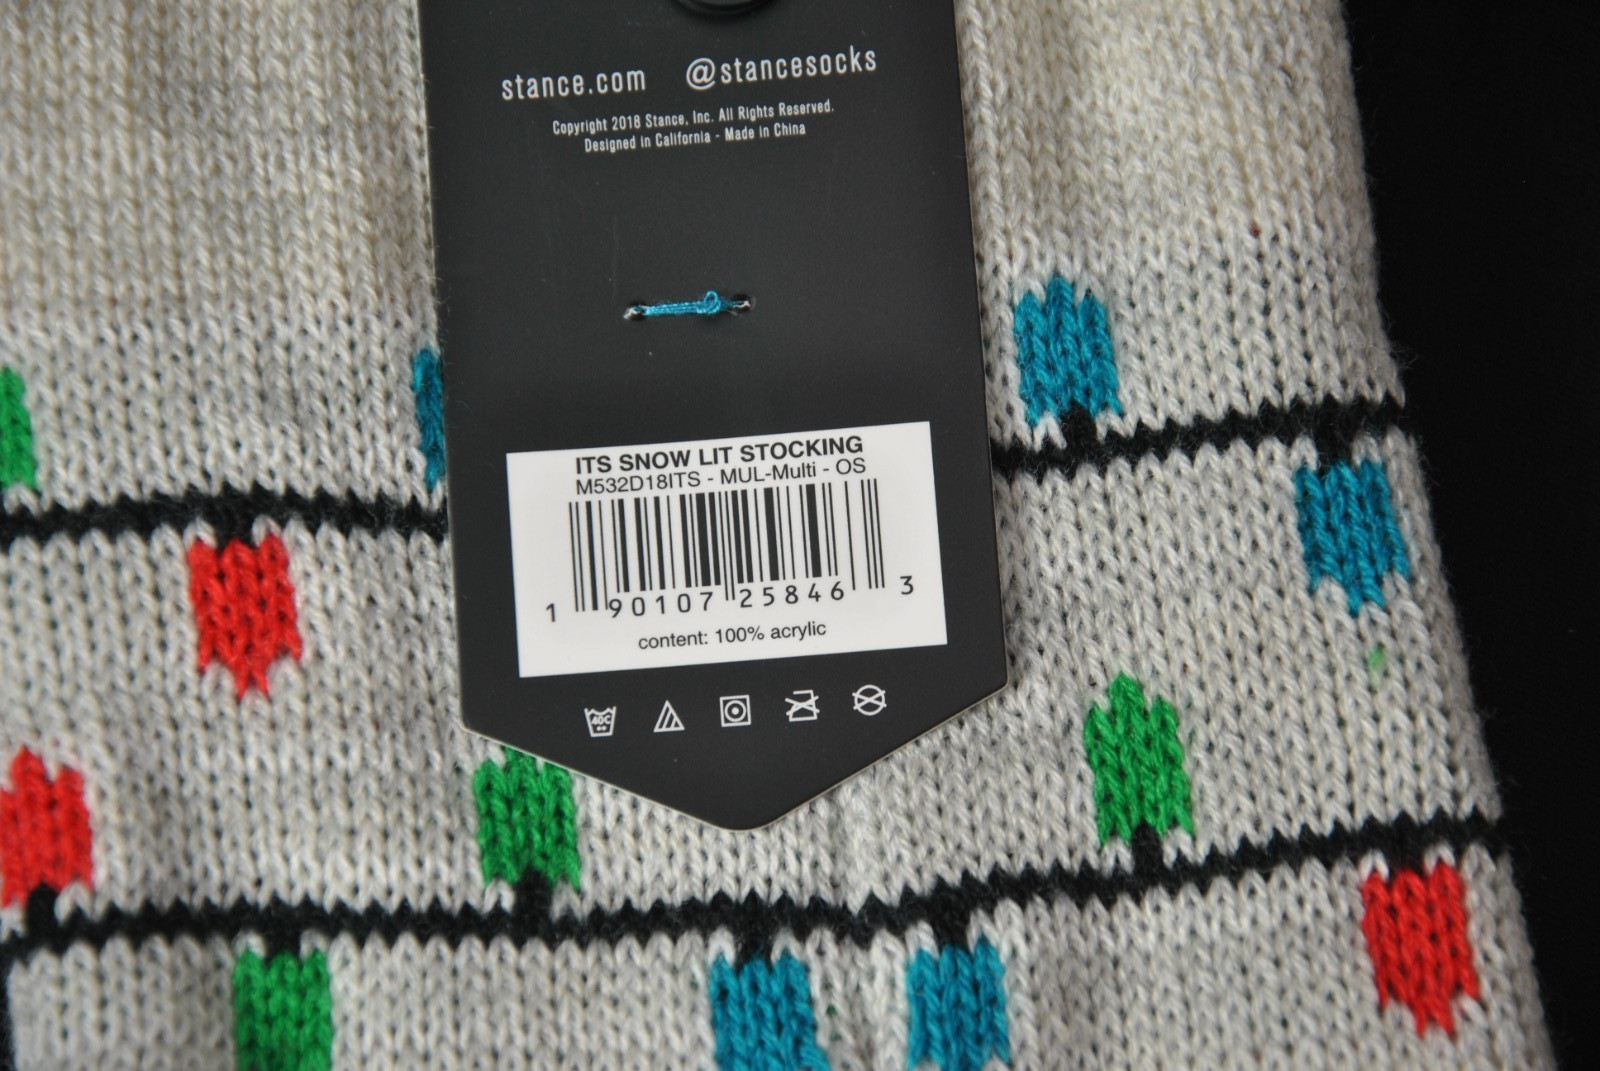 stance.com @stancesocks
Copyright 2018 Stance, Inc. All Rights Reserved.
Designed in California - Made in China
ITS SNOW LIT STOCKING
M532D18ITS - MUL-Multi - OS
1 90107 25846 3
content: 100% acrylic
40C